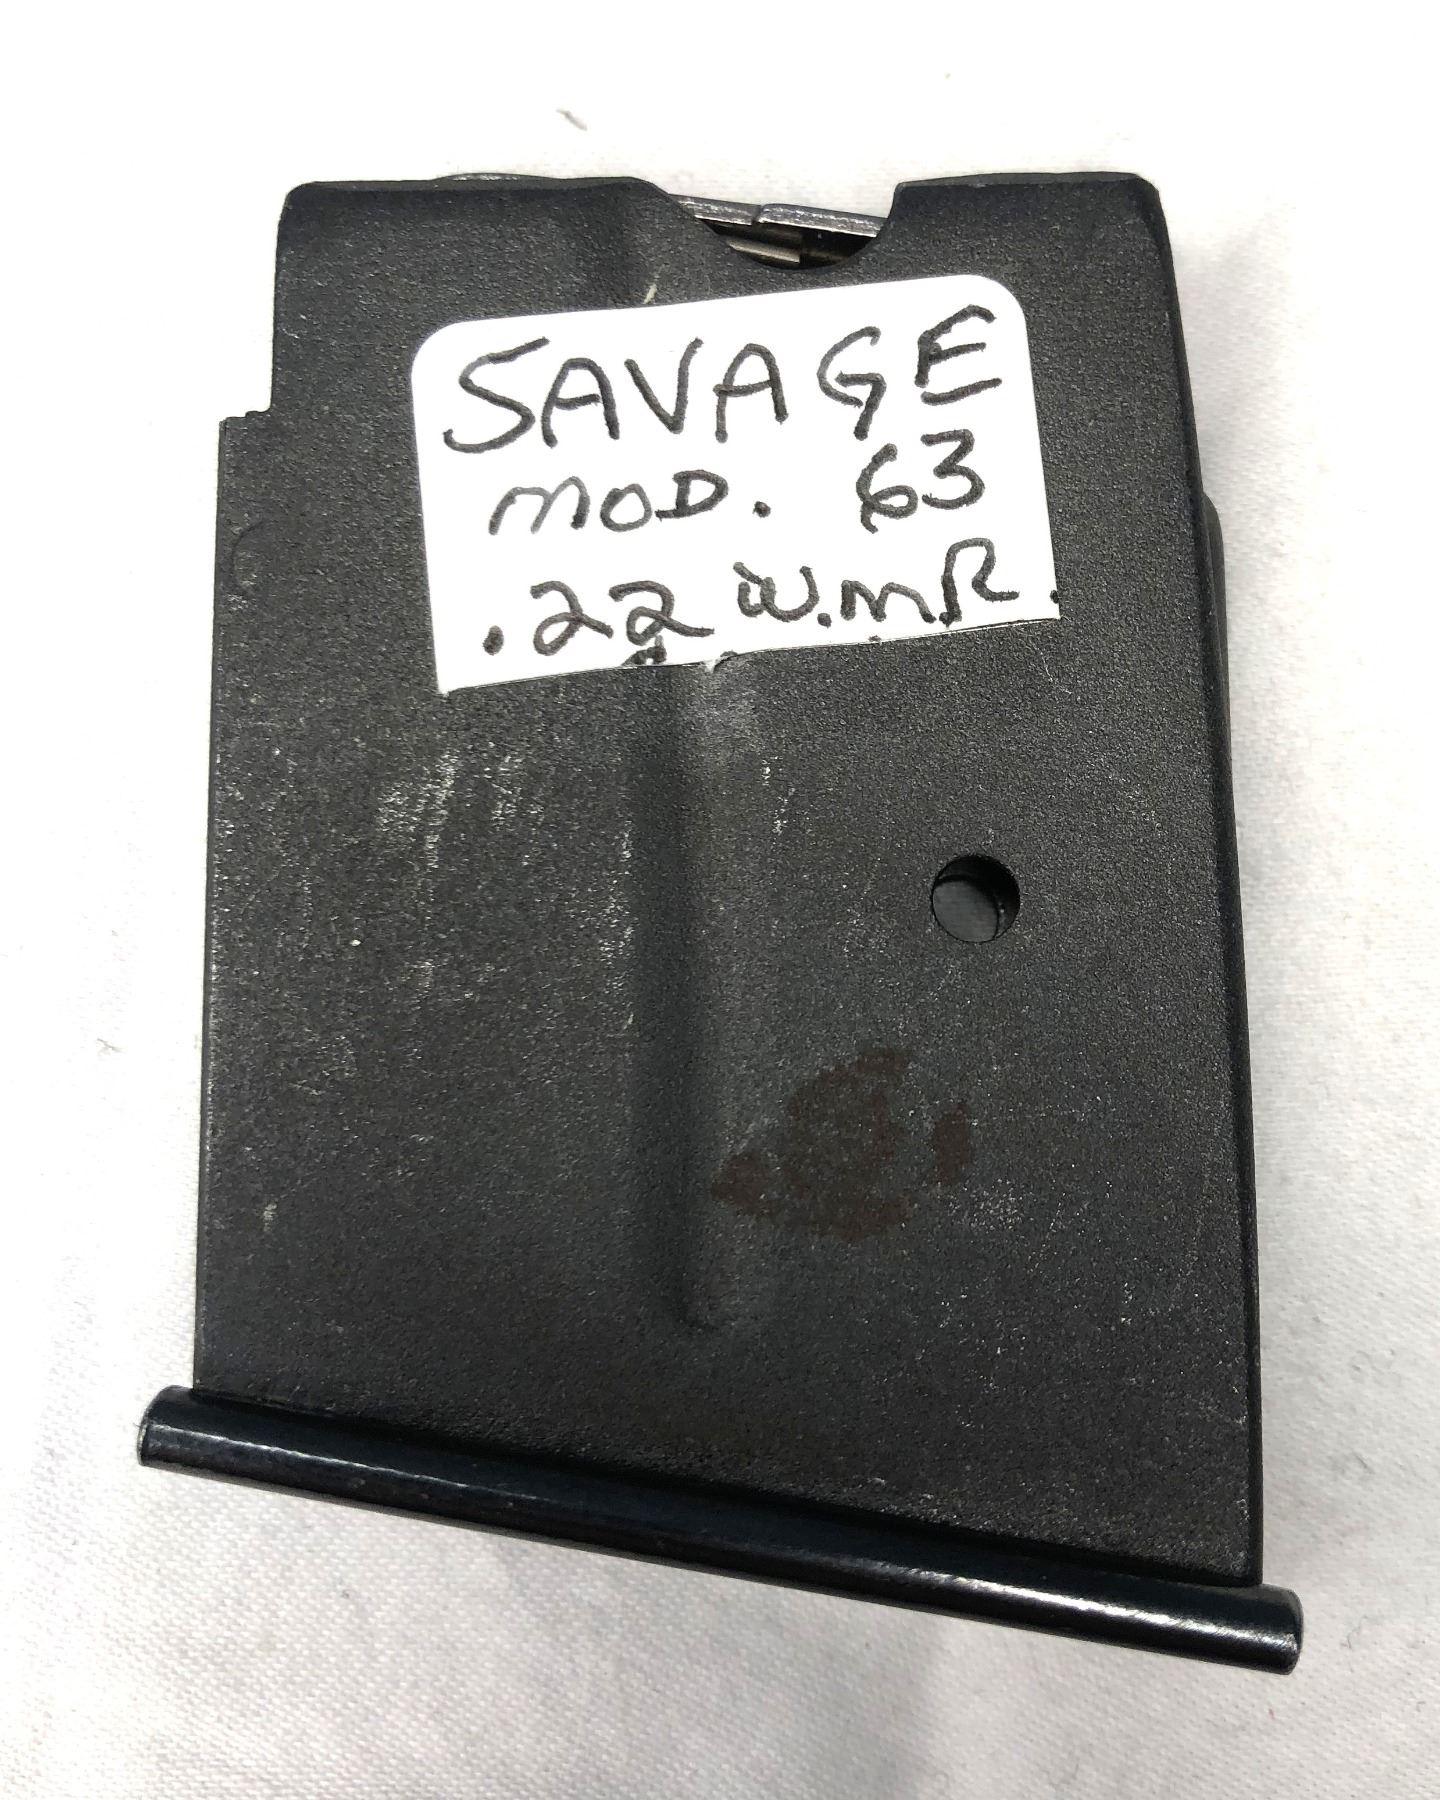 SAVAGE
MOD. 63
.22 W.M.R.